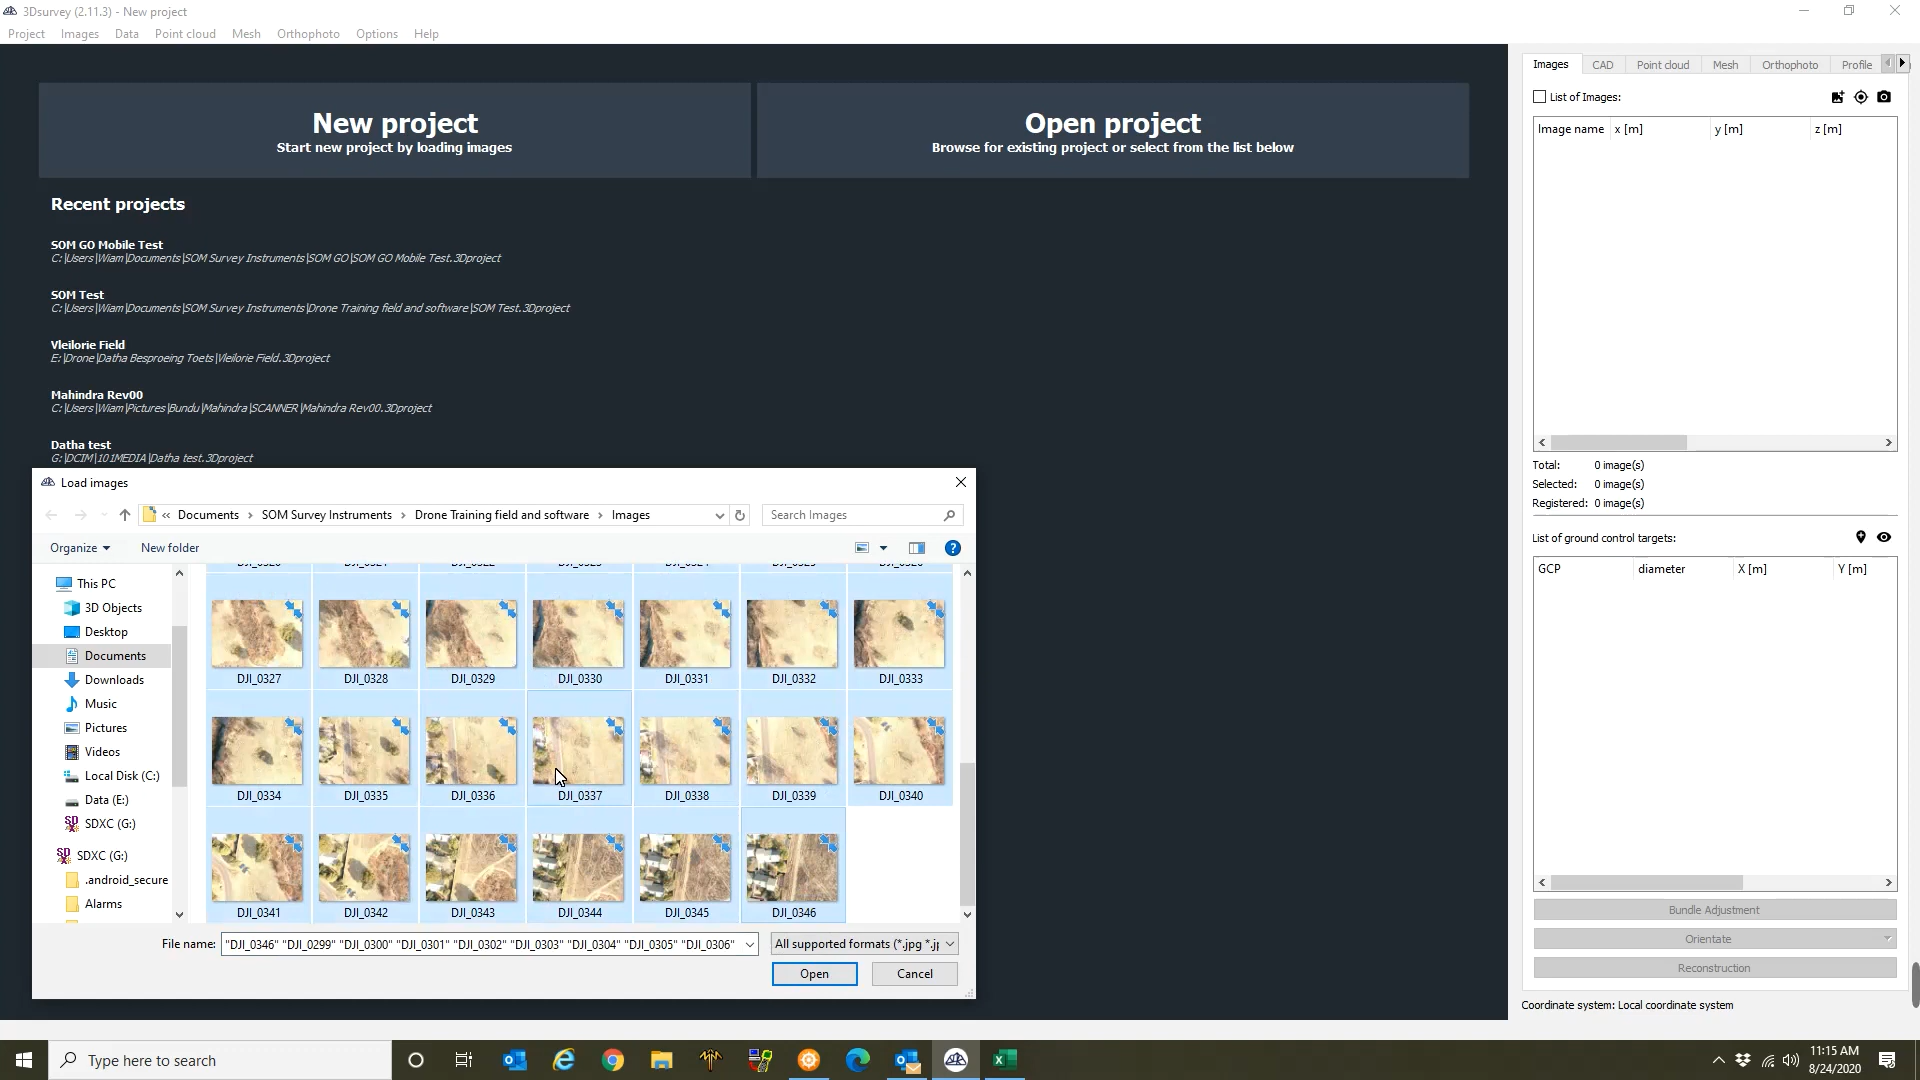 3Dsurvey (2.11.3) - New project
Project Images Data Point cloud Mesh Orthophoto Options Help
New project
Start new project by loading images
Open project
Browse for existing project or select from the list below
Recent projects
SOM GO Mobile Test
C:\Users\Wiam\Documents\SOM Survey Instruments\SOM GO\SOM GO Mobile Test.3Dproject
SOM Test
C:\Users\Wiam\Documents\SOM Survey Instruments\Drone Training field and software\SOM Test.3Dproject
Vleilorie Field
E:\Drone\Datha Besproeing Toets\Vleilorie Field.3Dproject
Mahindra Rev00
C:\Users\Wiam\Pictures\Bundu\Mahindra\SCANNER\Mahindra Rev00.3Dproject
Datha test
G:\DCIM\101MEDIA\Datha test.3Dproject
Load images
« Documents > SOM Survey Instruments > Drone Training field and software > Images
Search Images
Organize New folder
This PC
3D Objects
Desktop
Documents
Downloads
Music
Pictures
Videos
Local Disk (C:)
Data (E:)
SDXC (G:)
SDXC (G:)
.android_secure
Alarms
DJI_0327 DJI_0328 DJI_0329 DJI_0330 DJI_0331 DJI_0332 DJI_0333
DJI_0334 DJI_0335 DJI_0336 DJI_0337 DJI_0338 DJI_0339 DJI_0340
DJI_0341 DJI_0342 DJI_0343 DJI_0344 DJI_0345 DJI_0346
File name: "DJI_0346" "DJI_0299" "DJI_0300" "DJI_0301" "DJI_0302" "DJI_0303" "DJI_0304" "DJI_0305" "DJI_0306"
All supported formats (*.jpg *.j
Open Cancel
Images CAD Point cloud Mesh Orthophoto Profile
List of Images:
Image name x [m] y [m] z [m]
Total: 0 image(s)
Selected: 0 image(s)
Registered: 0 image(s)
List of ground control targets:
GCP diameter X [m] Y [m]
Bundle Adjustment
Orientate
Reconstruction
Coordinate system: Local coordinate system
Type here to search
11:15 AM
8/24/2020